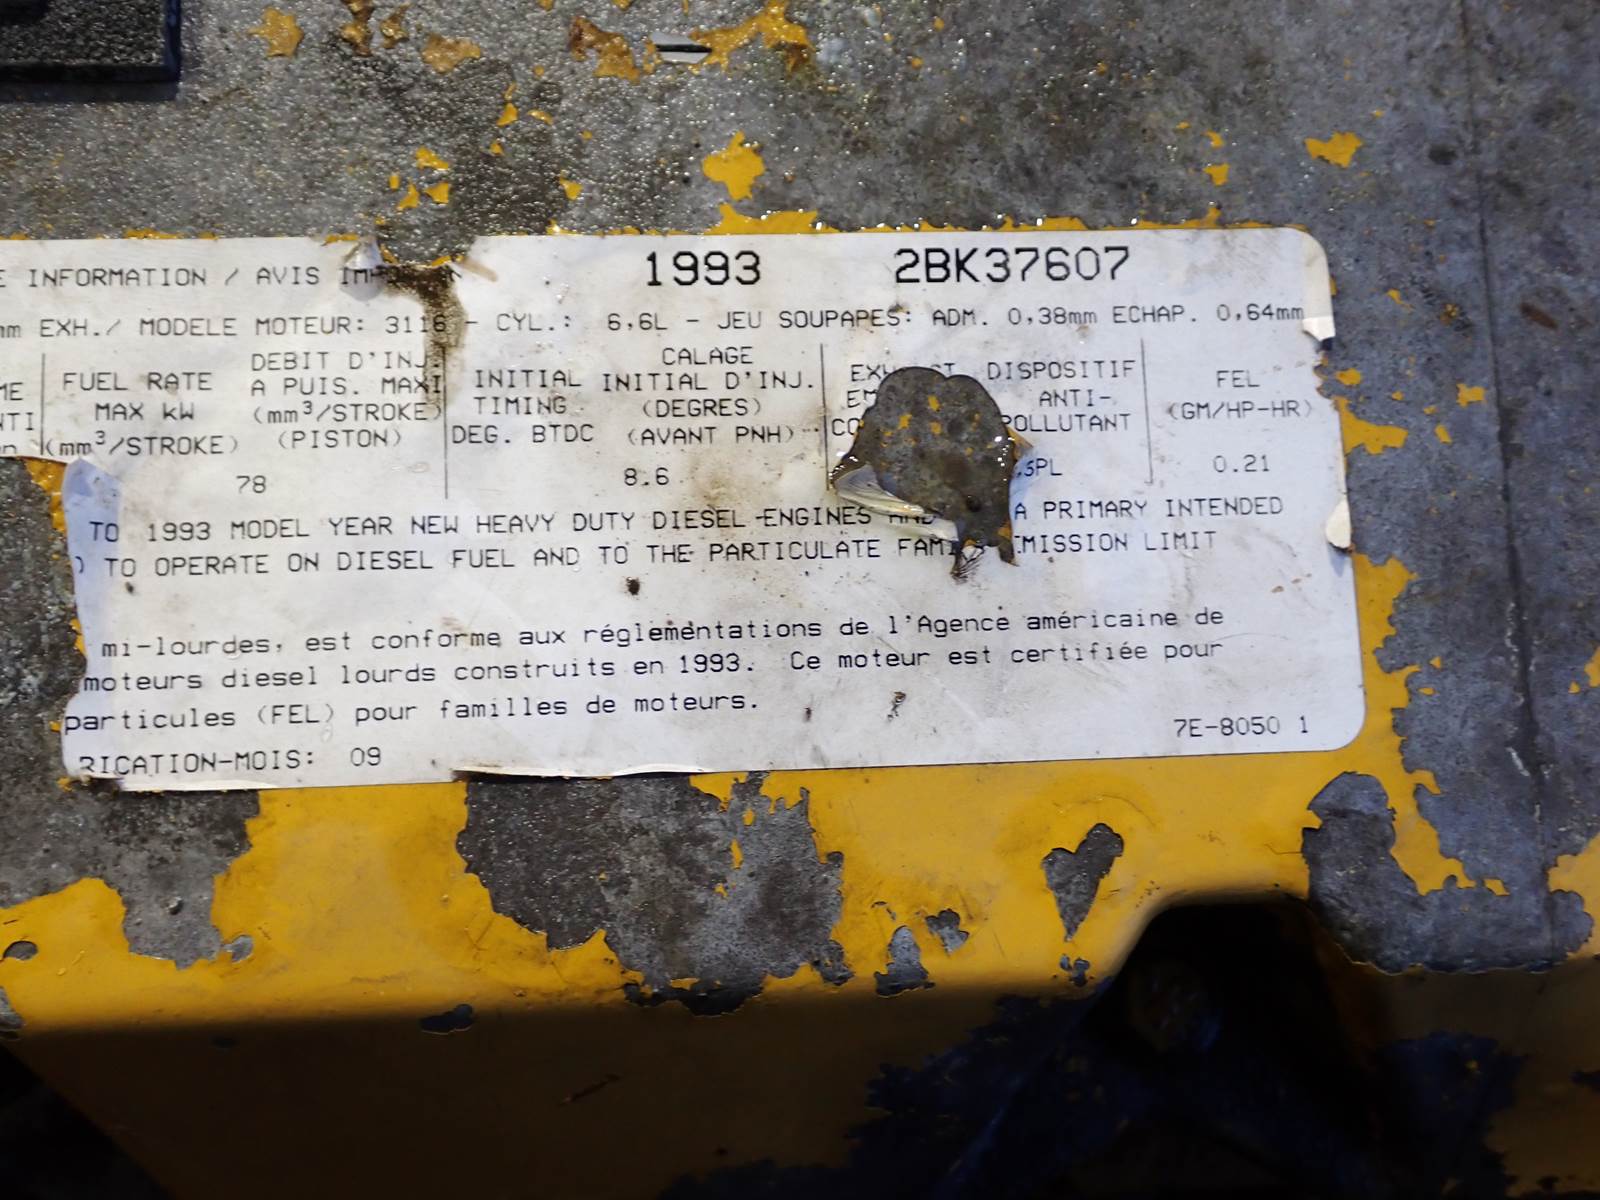 E INFORMATION / AVIS 1993 2BK37607
mm EXH./ MODELE MOTEUR: 3116 - CYL.: 6,6L - JEU SOUPAPES: ADM. 0,38mm ECHAP. 0,64mm
FUEL RATE
MAX kW
(mm³/STROKE)
DEBIT D'INJ.
A PUIS. MAXI
(mm³/STROKE)
(PISTON)
78
INITIAL
TIMING
DEG. BTDC
CALAGE
INITIAL D'INJ.
(DEGRES)
(AVANT PNH)
8.6
DISPOSITIF
ANTI-
POLLUTANT
.SPL
FEL
(GM/HP-HR)
0.21
TO 1993 MODEL YEAR NEW HEAVY DUTY DIESEL ENGINES A PRIMARY INTENDED
) TO OPERATE ON DIESEL FUEL AND TO THE PARTICULATE MISSION LIMIT
mi-lourdes, est conforme aux réglementations de l'Agence américaine de
moteurs diesel lourds construits en 1993. Ce moteur est certifiée pour
particules (FEL) pour familles de moteurs.
RICATION-MOIS: 09
7E-8050 1